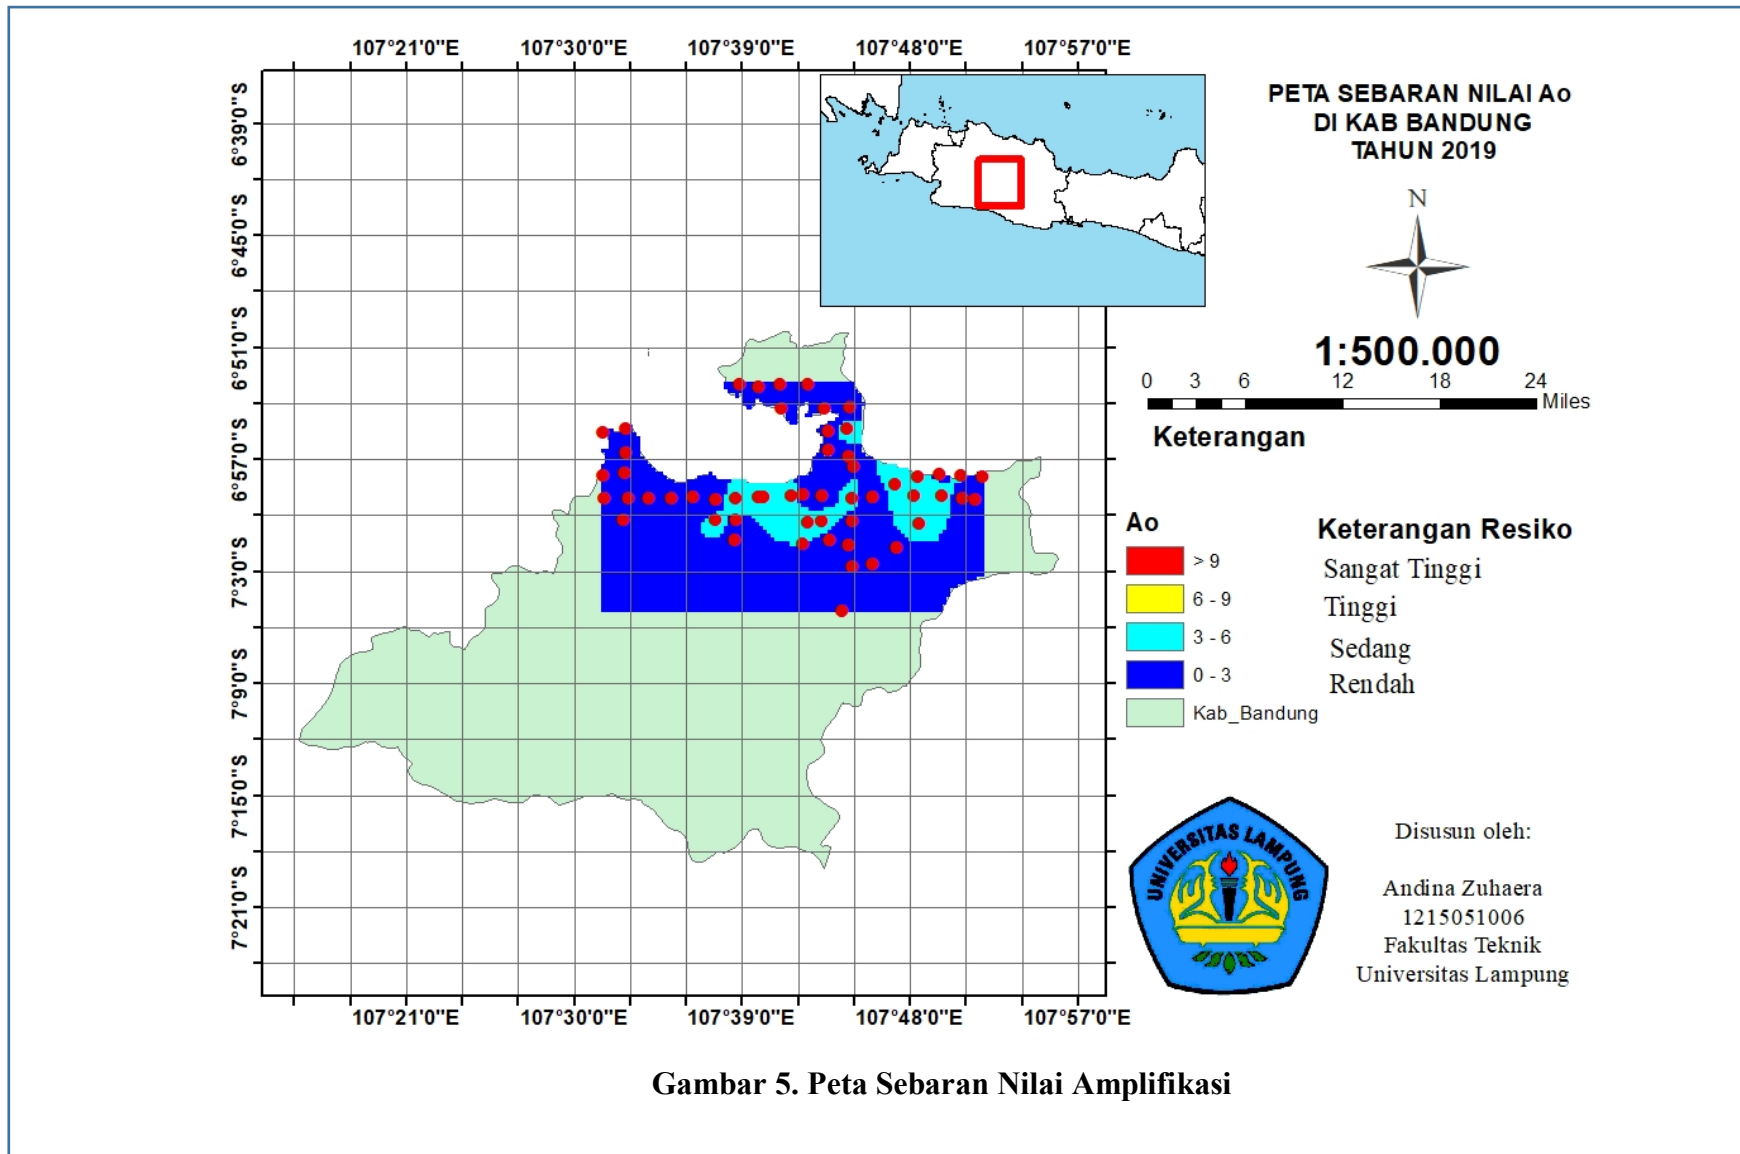 107°21'0"E 107°30'0"E 107°39'0"E 107°48'0"E 107°57'0"E
6°39'0"S
6°45'0"S
6°51'0"S
6°57'0"S
7°3'0"S
7°9'0"S
7°15'0"S
7°21'0"S
107°21'0"E 107°30'0"E 107°39'0"E 107°48'0"E 107°57'0"E
PETA SEBARAN NILAI Ao
DI KAB BANDUNG
TAHUN 2019
N
1:500.000
0 3 6 12 18 24
Miles
Keterangan
Ao
> 9
6 - 9
3 - 6
0 - 3
Kab_Bandung
Keterangan Resiko
Sangat Tinggi
Tinggi
Sedang
Rendah
UNIVERSITAS LAMPUNG
Disusun oleh:
Andina Zuhaera
1215051006
Fakultas Teknik
Universitas Lampung
Gambar 5. Peta Sebaran Nilai Amplifikasi